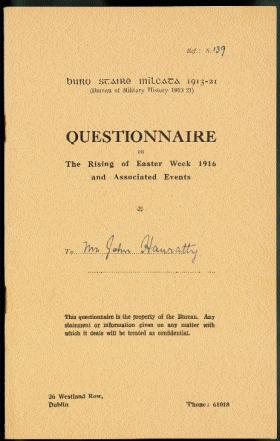 Ref.: S.139
buro staire mileata 1913-21
(Bureau of Military History 1913-21)
QUESTIONNAIRE
ON
The Rising of Easter Week 1916
and Associated Events
To Mr John Hanratty
This questionnaire is the property of the Bureau. Any
statement or information given on any matter with
which it deals will be treated as confidential.
26 Westland Row,
Dublin
'Phone: 61018